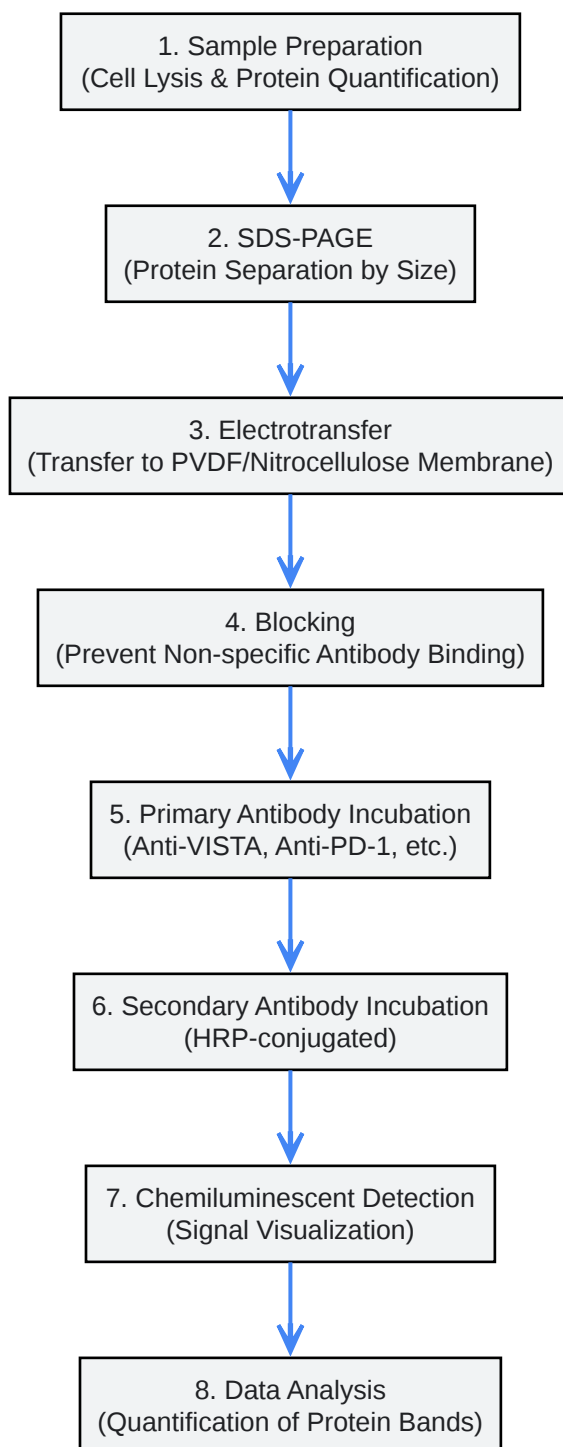 1. Sample Preparation
(Cell Lysis & Protein Quantification)
2. SDS-PAGE
(Protein Separation by Size)
3. Electrotransfer
(Transfer to PVDF/Nitrocellulose Membrane)
4. Blocking
(Prevent Non-specific Antibody Binding)
5. Primary Antibody Incubation
(Anti-VISTA, Anti-PD-1, etc.)
6. Secondary Antibody Incubation
(HRP-conjugated)
7. Chemiluminescent Detection
(Signal Visualization)
8. Data Analysis
(Quantification of Protein Bands)